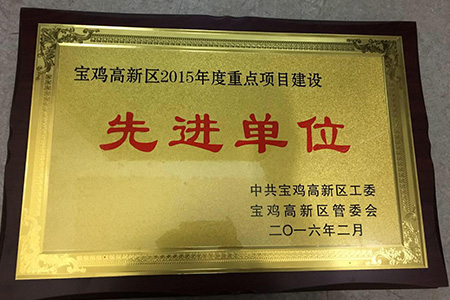 宝鸡高新区2015年度重点项目建设
先进单位
中共宝鸡高新区工委
宝鸡高新区管委会
二〇一六年二月